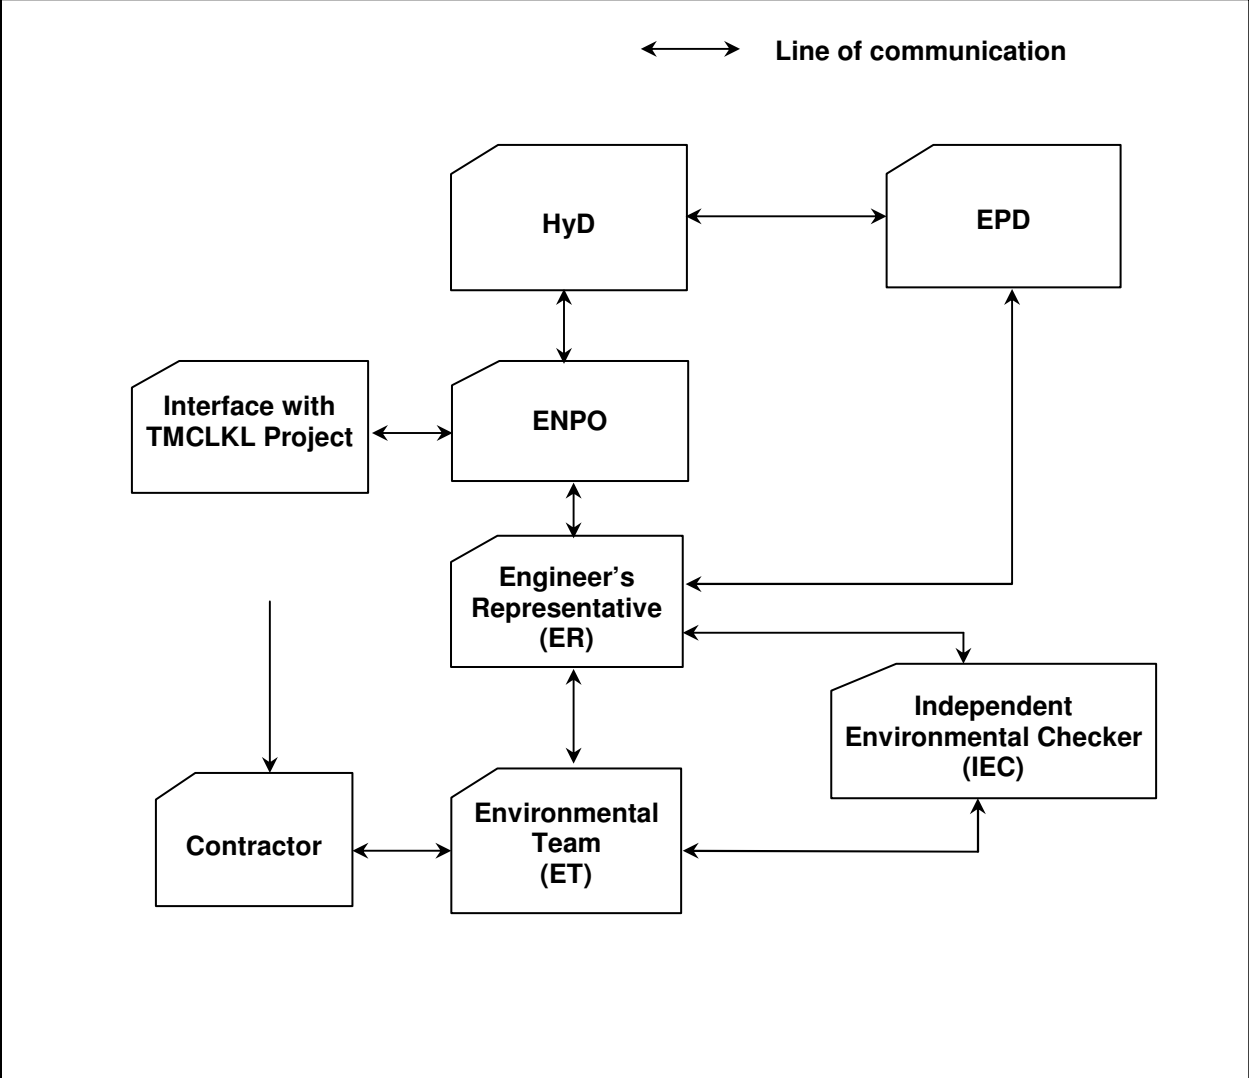 Line of communication
HyD
EPD
Interface with
TMCLKL Project
ENPO
Engineer’s
Representative
(ER)
Independent
Environmental Checker
(IEC)
Contractor
Environmental
Team
(ET)